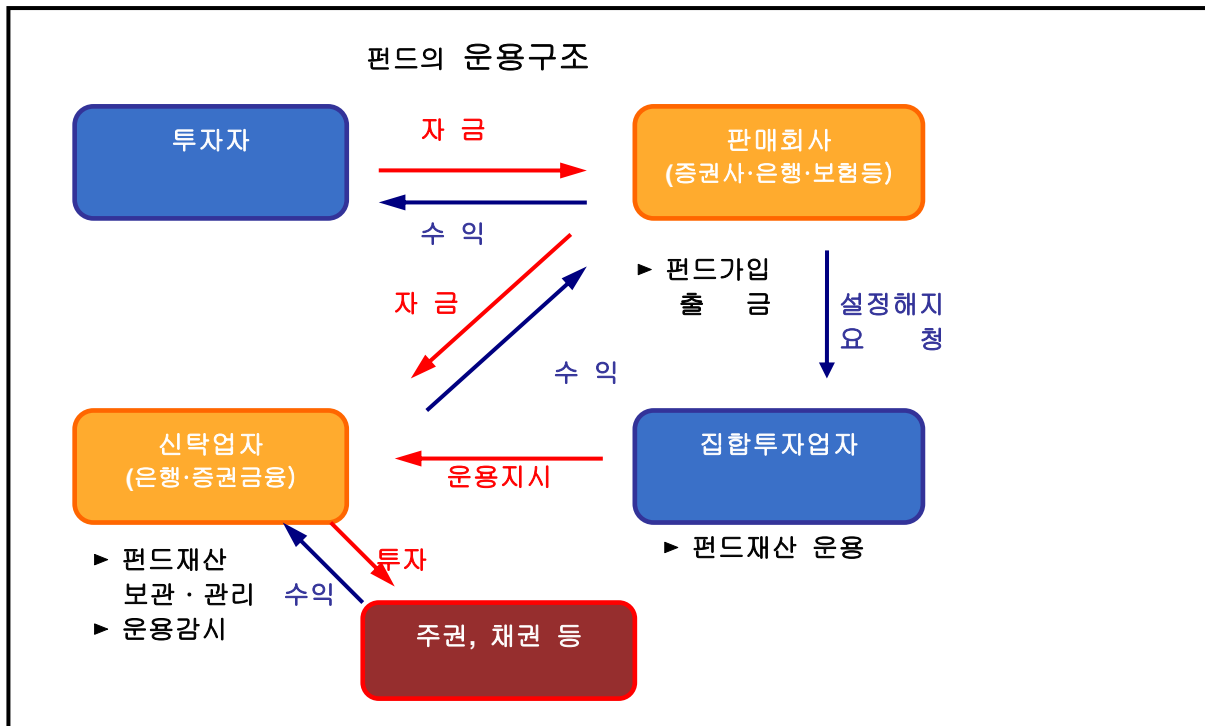 펀드의 운용구조
투자자
자 금
판매회사
(증권사·은행·보험등)
수 익
► 펀드가입
출 금
설정해지
요 청
자 금
수 익
신탁업자
(은행·증권금융)
운용지시
집합투자업자
► 펀드재산 운용
► 펀드재산
보관 · 관리
► 운용감시
투자
수익
주권, 채권 등